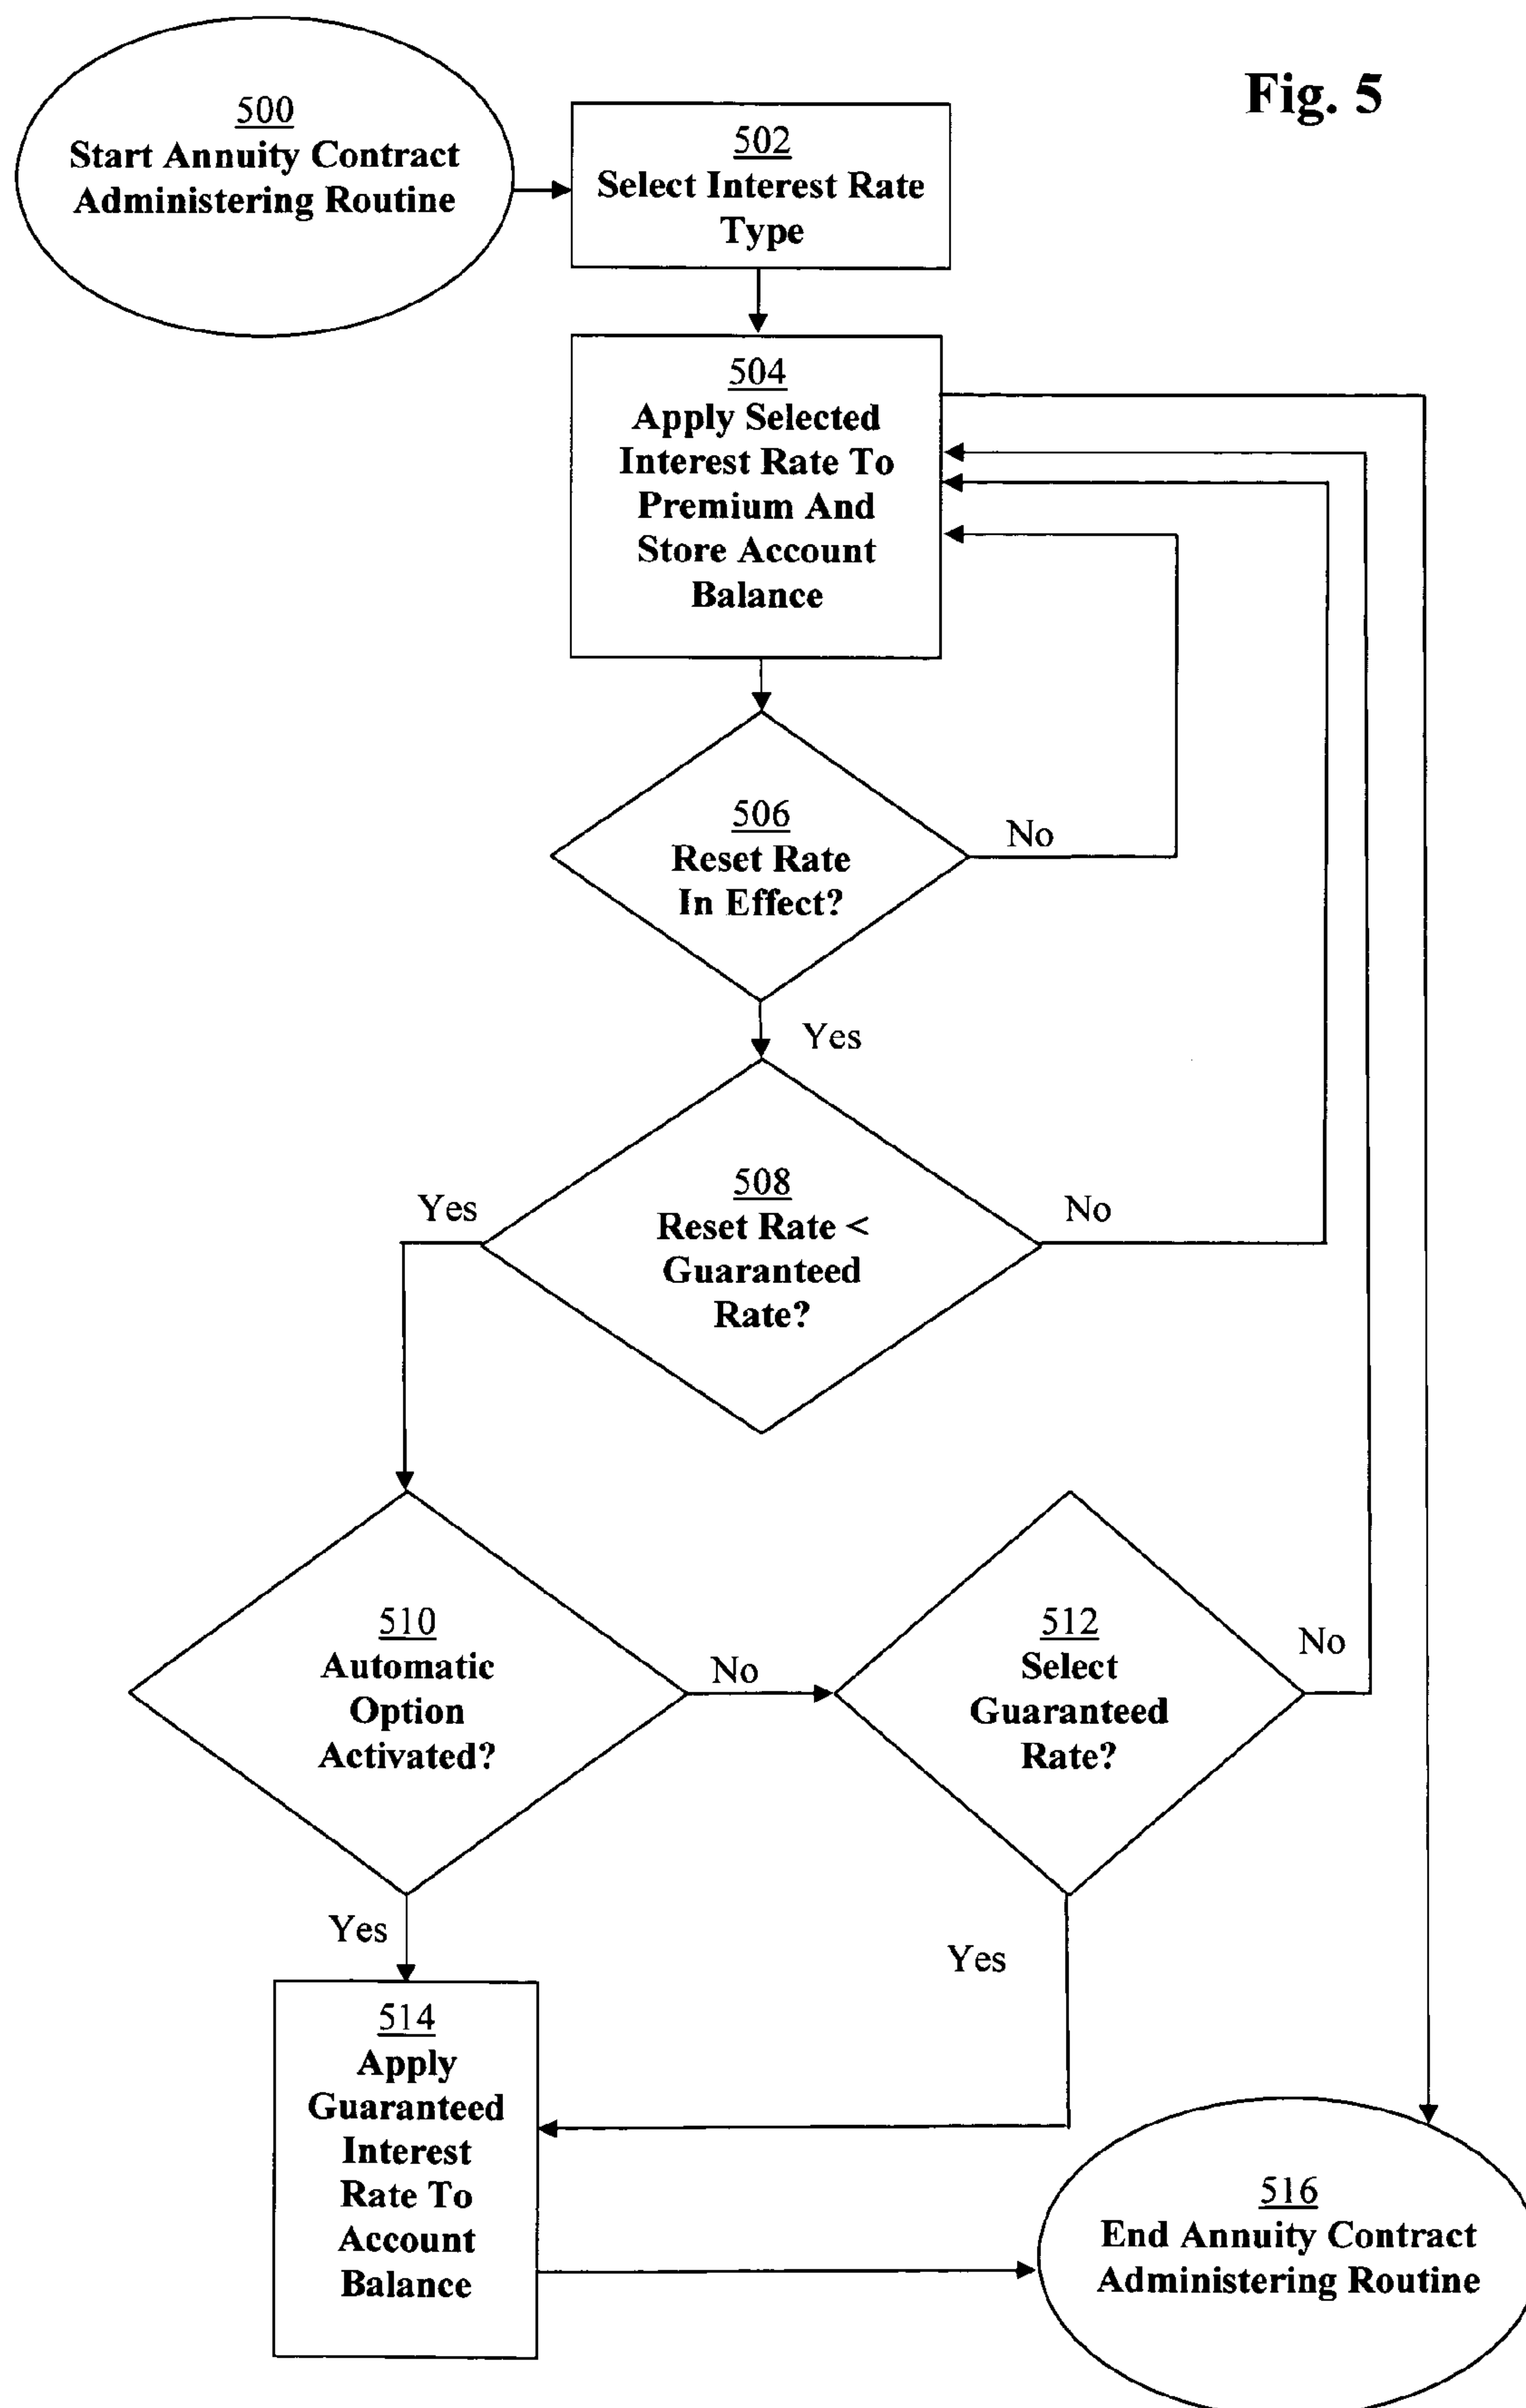 Fig. 5
500
Start Annuity Contract
Administering Routine
502
Select Interest Rate
Type
504
Apply Selected
Interest Rate To
Premium And
Store Account
Balance
506
Reset Rate
In Effect?
No
Yes
508
Reset Rate <
Guaranteed
Rate?
Yes
No
510
Automatic
Option
Activated?
No
512
Select
Guaranteed
Rate?
No
Yes
Yes
514
Apply
Guaranteed
Interest
Rate To
Account
Balance
516
End Annuity Contract
Administering Routine